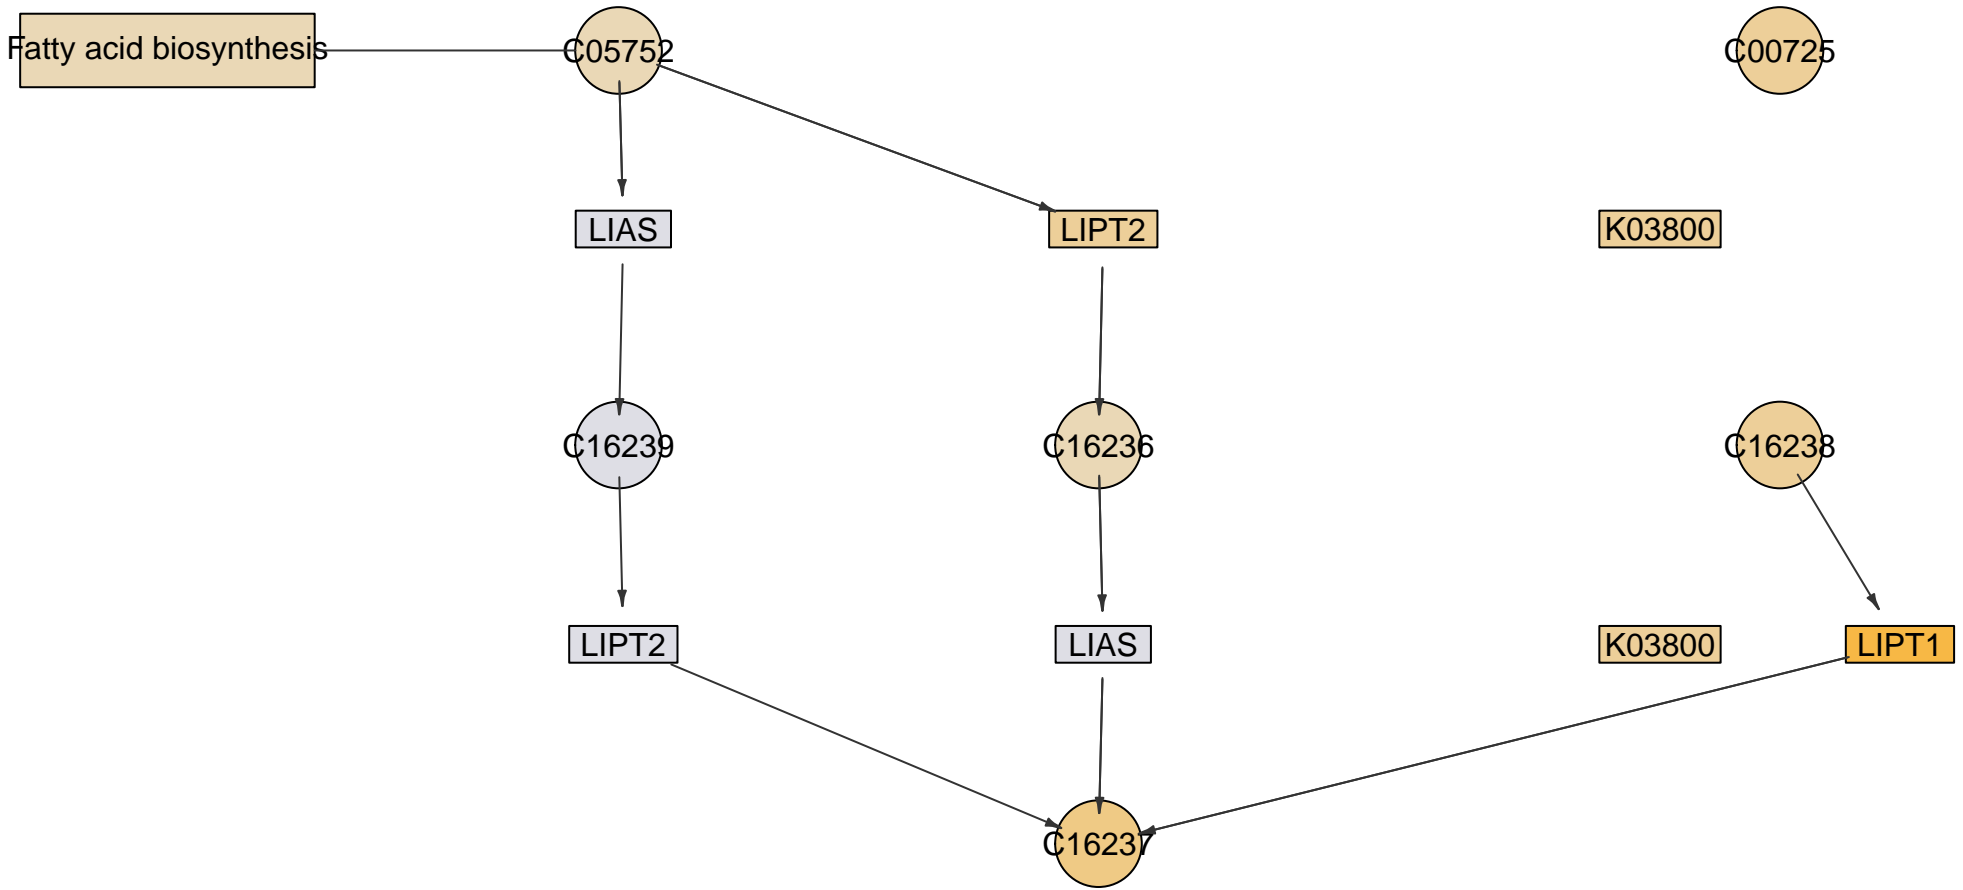 Fatty acid biosynthesis
C05752
C00725
LIAS
LIPT2
K03800
C16239
C16236
C16238
LIPT2
LIAS
K03800
LIPT1
C16237